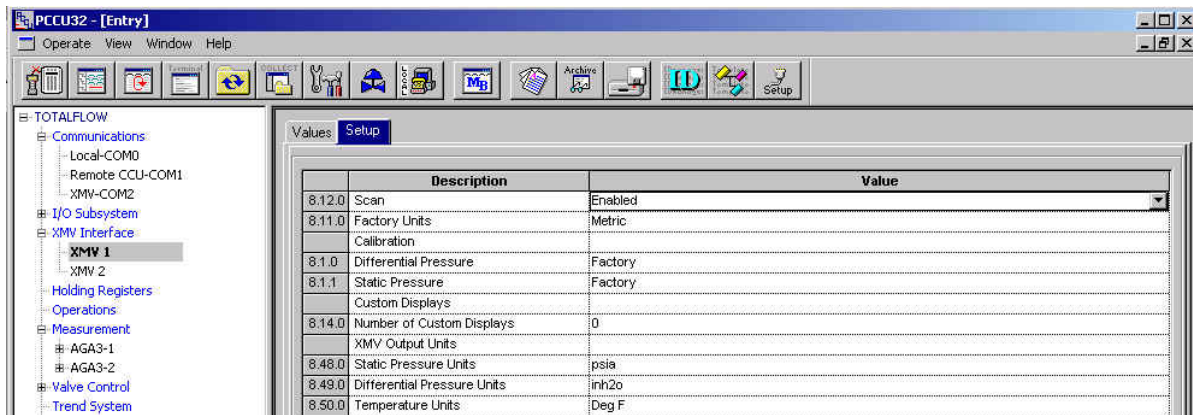 PCCU32 - [Entry]
Operate View Window Help
Terminal
COLLECT
LOCAL
MB
Archive
ID
Setup
TOTALFLOW
Communications
Local-COM0
Remote CCU-COM1
XMV-COM2
I/O Subsystem
XMV Interface
XMV 1
XMV 2
Holding Registers
Operations
Measurement
AGA3-1
AGA3-2
Valve Control
Trend System
Values Setup
Description Value
8.12.0 Scan Enabled
8.11.0 Factory Units Metric
Calibration
8.1.0 Differential Pressure Factory
8.1.1 Static Pressure Factory
Custom Displays
8.14.0 Number of Custom Displays 0
XMV Output Units
8.48.0 Static Pressure Units psia
8.49.0 Differential Pressure Units inh2o
8.50.0 Temperature Units Deg F